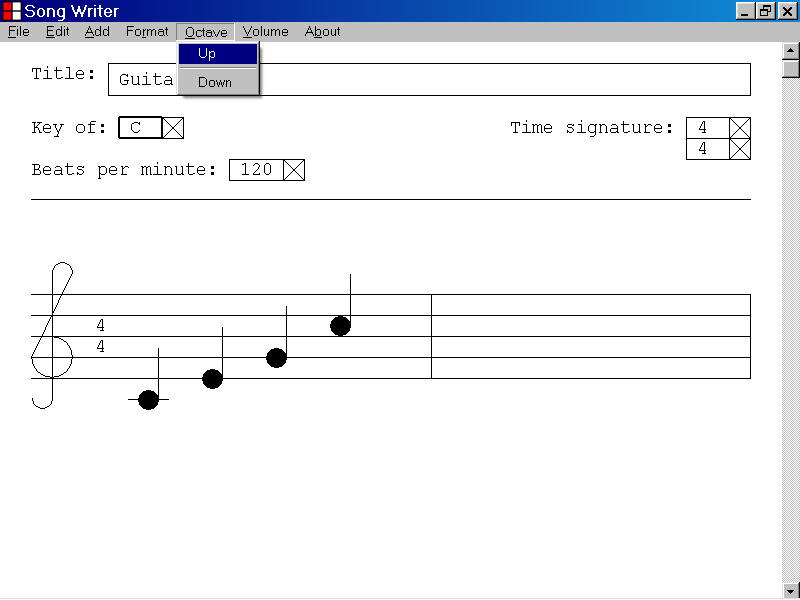 Song Writer
File Edit Add Format Octave Volume About
Up
Down
Title: Guita
Key of: C
Time signature: 4
4
Beats per minute: 120
4
4